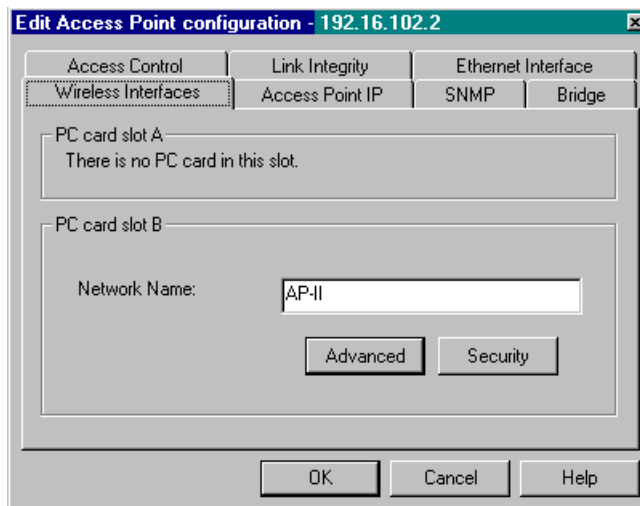 Edit Access Point configuration - 192.16.102.2
Access Control Link Integrity Ethernet Interface
Wireless Interfaces Access Point IP SNMP Bridge
PC card slot A
There is no PC card in this slot.
PC card slot B
Network Name: AP-II
Advanced Security
OK Cancel Help